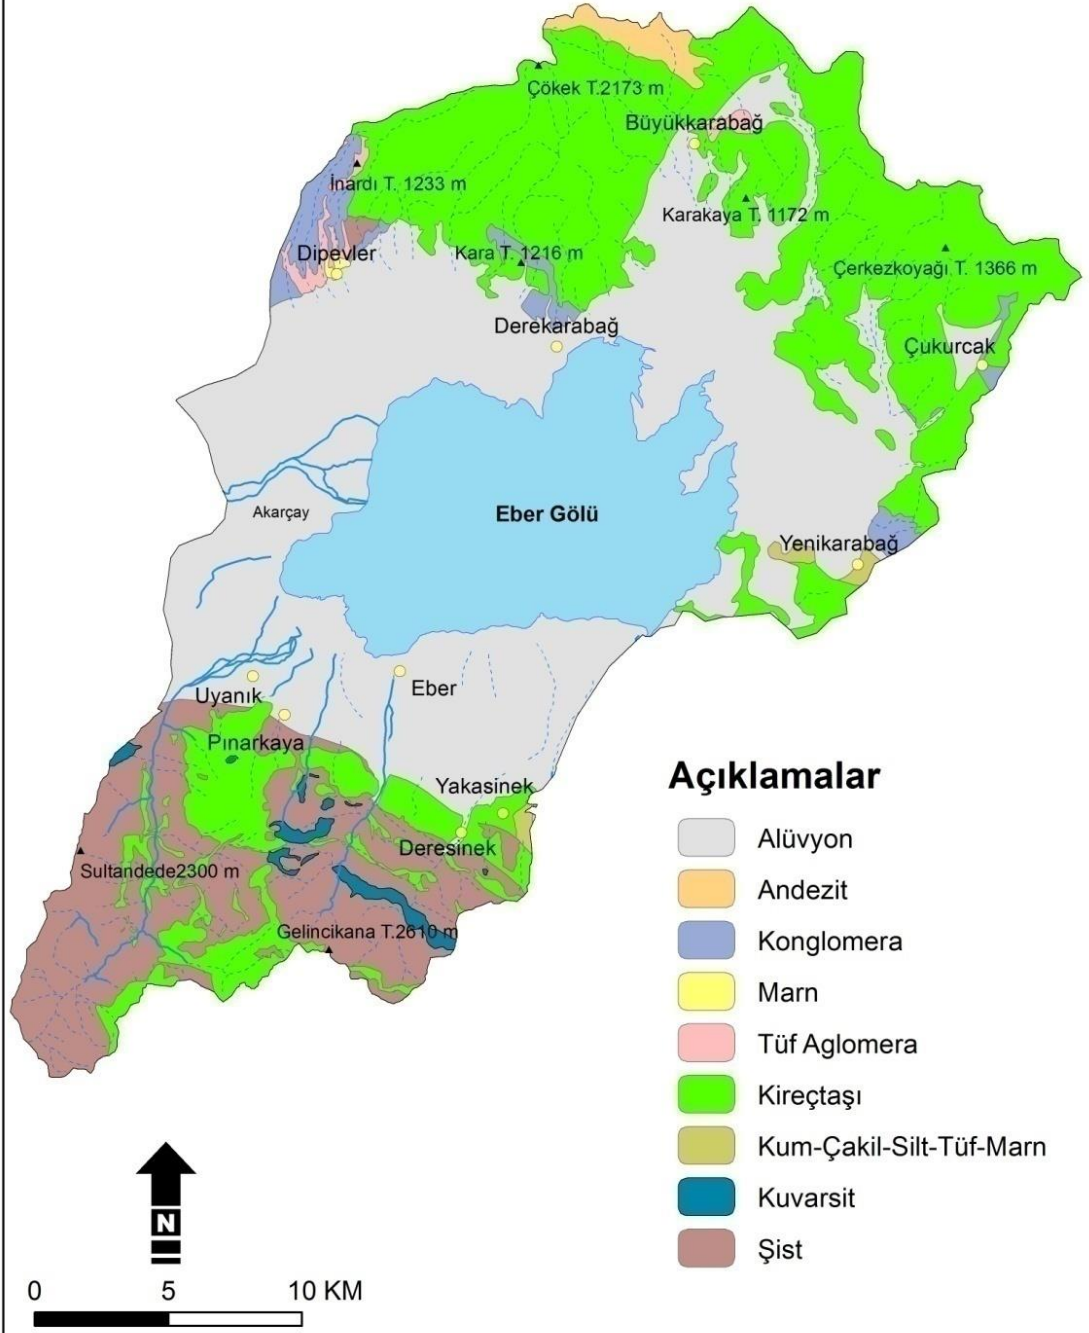 Çökek T.2173 m
Büyükkarabağ
İnardı T. 1233 m
Karakaya T. 1172 m
Dipevler
Kara T. 1216 m
Çerkezkoyağı T. 1366 m
Derekarabağ
Çukurcak
Akarçay
Eber Gölü
Yenikarabağ
Uyanık
Eber
Pınarkaya
Yakasinek
Deresinek
Sultandede2300 m
Gelincikana T.2610 m
Açıklamalar
Alüvyon
Andezit
Konglomera
Marn
Tüf Aglomera
Kireçtaşı
Kum-Çakil-Silt-Tüf-Marn
Kuvarsit
Şist
N
0 5 10 KM